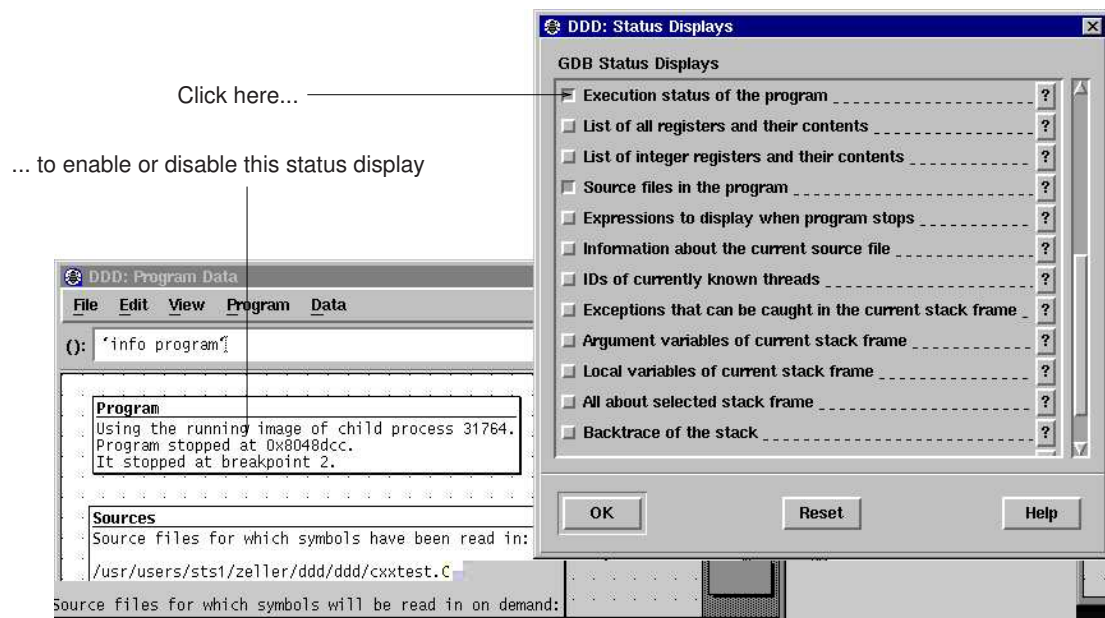 DDD: Status Displays
GDB Status Displays
Click here...
Execution status of the program ?
List of all registers and their contents ?
... to enable or disable this status display
List of integer registers and their contents ?
Source files in the program ?
Expressions to display when program stops ?
Information about the current source file ?
IDs of currently known threads ?
Exceptions that can be caught in the current stack frame ?
Argument variables of current stack frame ?
Local variables of current stack frame ?
All about selected stack frame ?
Backtrace of the stack ?
OK Reset Help
DDD: Program Data
File Edit View Program Data
(): `info program`
Program
Using the running image of child process 31764.
Program stopped at 0x8048dcc.
It stopped at breakpoint 2.
Sources
Source files for which symbols have been read in:
/usr/users/sts1/zeller/ddd/ddd/cxxtest.C
Source files for which symbols will be read in on demand: